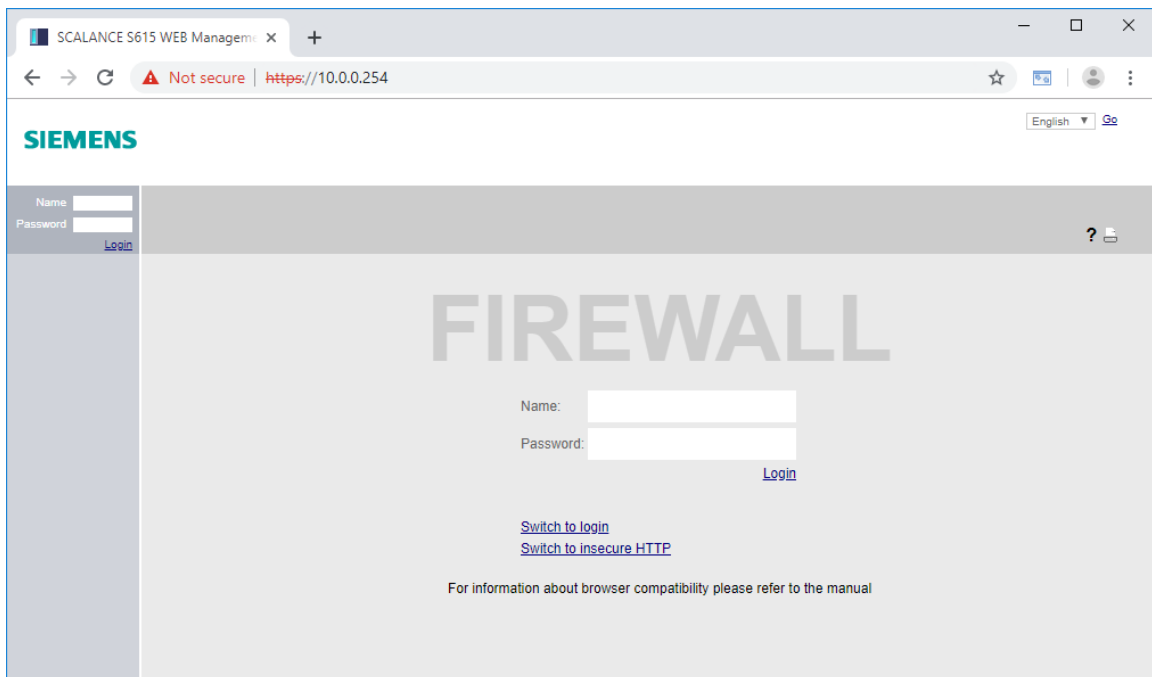 SCALANCE S615 WEB Manageme
Not secure | https://10.0.0.254
English Go
SIEMENS
Name
Password
Login
?
FIREWALL
Name:
Password:
Login
Switch to login
Switch to insecure HTTP
For information about browser compatibility please refer to the manual